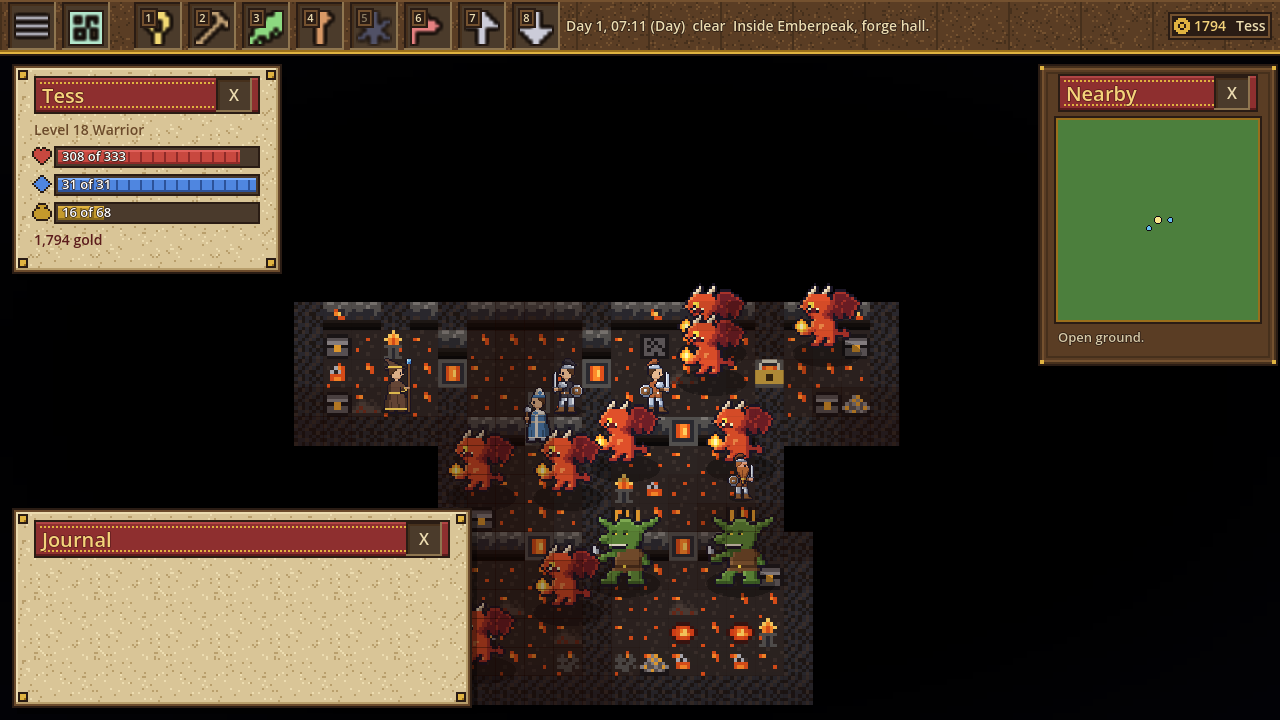 1
2
3
4
5
6
7
8
Day 1, 07:11 (Day)  clear  Inside Emberpeak, forge hall.
1794  Tess
Tess
X
Level 18 Warrior
308 of 333
31 of 31
16 of 68
1,794 gold
Nearby
X
Open ground.
Journal
X